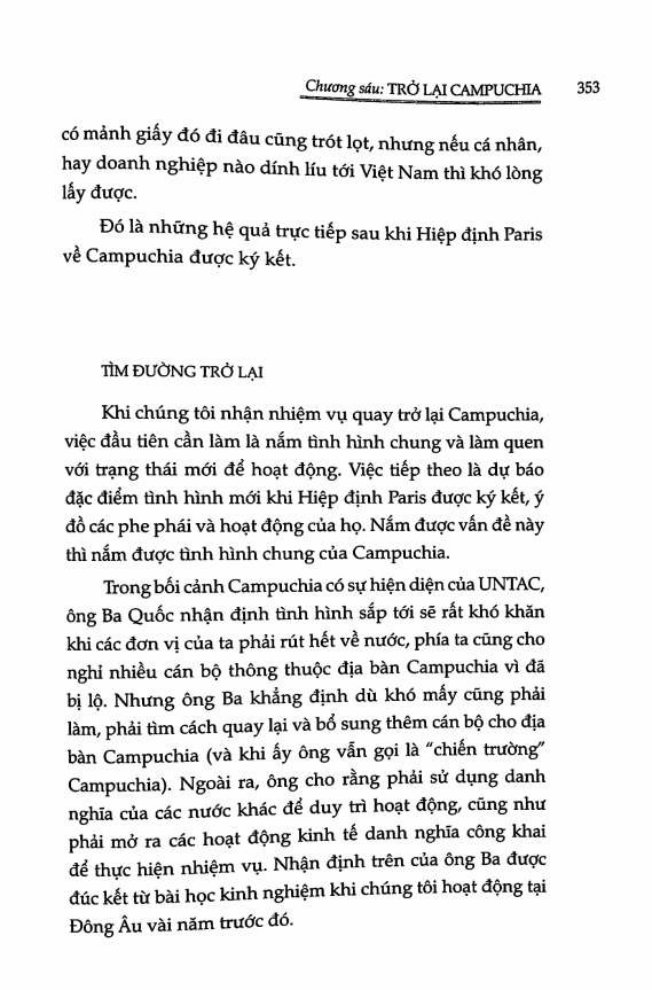 Chương sáu: TRỞ LẠI CAMPUCHIA 353
có mảnh giấy đó đi đâu cũng trót lọt, nhưng nếu cá nhân,
hay doanh nghiệp nào dính líu tới Việt Nam thì khó lòng
lấy được.
Đó là những hệ quả trực tiếp sau khi Hiệp định Paris
về Campuchia được ký kết.
TÌM ĐƯỜNG TRỞ LẠI
Khi chúng tôi nhận nhiệm vụ quay trở lại Campuchia,
việc đầu tiên cần làm là nắm tình hình chung và làm quen
với trạng thái mới để hoạt động. Việc tiếp theo là dự báo
đặc điểm tình hình mới khi Hiệp định Paris được ký kết, ý
đồ các phe phái và hoạt động của họ. Nắm được vấn đề này
thì nắm được tình hình chung của Campuchia.
Trong bối cảnh Campuchia có sự hiện diện của UNTAC,
ông Ba Quốc nhận định tình hình sắp tới sẽ rất khó khăn
khi các đơn vị của ta phải rút hết về nước, phía ta cũng cho
nghỉ nhiều cán bộ thông thuộc địa bàn Campuchia vì đã
bị lộ. Nhưng ông Ba khẳng định dù khó mấy cũng phải
làm, phải tìm cách quay lại và bổ sung thêm cán bộ cho địa
bàn Campuchia (và khi ấy ông vẫn gọi là "chiến trường"
Campuchia). Ngoài ra, ông cho rằng phải sử dụng danh
nghĩa của các nước khác để duy trì hoạt động, cũng như
phải mở ra các hoạt động kinh tế danh nghĩa công khai
để thực hiện nhiệm vụ. Nhận định trên của ông Ba được
đúc kết từ bài học kinh nghiệm khi chúng tôi hoạt động tại
Đông Âu vài năm trước đó.